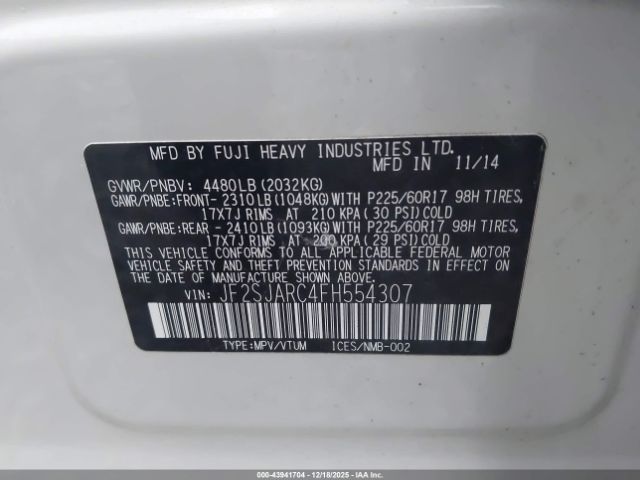 MFD BY FUJI HEAVY INDUSTRIES LTD.
MFD IN 11/14
GVWR/PNBV: 4480LB(2032KG)
GAWR/PNBE:FRONT- 2310LB(1048KG)WITH P225/60R17 98H TIRES,
17X7J RIMS AT 210 KPA(30 PSI)COLD
GAWR/PNBE:REAR - 2410LB(1093KG)WITH P225/60R17 98H TIRES,
17X7J RIMS AT 200 KPA(29 PSI)COLD
THIS VEHICLE CONFORMS TO ALL APPLICABLE FEDERAL MOTOR
VEHICLE SAFETY AND THEFT PREVENTION STANDARDS IN EFFECT
ON THE DATE OF MANUFACTURE SHOWN ABOVE.
VIN: JF2SJARC4FH554307
TYPE:MPV/VTUM ICES/NMB-002
000-43941704 - 12/18/2025 - Copyright © IAA, LLC